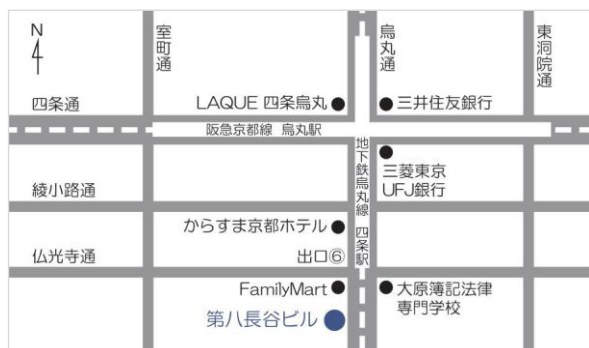 N
室町通
烏丸通
東洞院通
四条通
LAQUE 四条烏丸
三井住友銀行
阪急京都線 烏丸駅
地下鉄烏丸線 四条駅
三菱東京
UFJ銀行
綾小路通
からすま京都ホテル
仏光寺通
出口⑥
FamilyMart
大原簿記法律
専門学校
第八長谷ビル